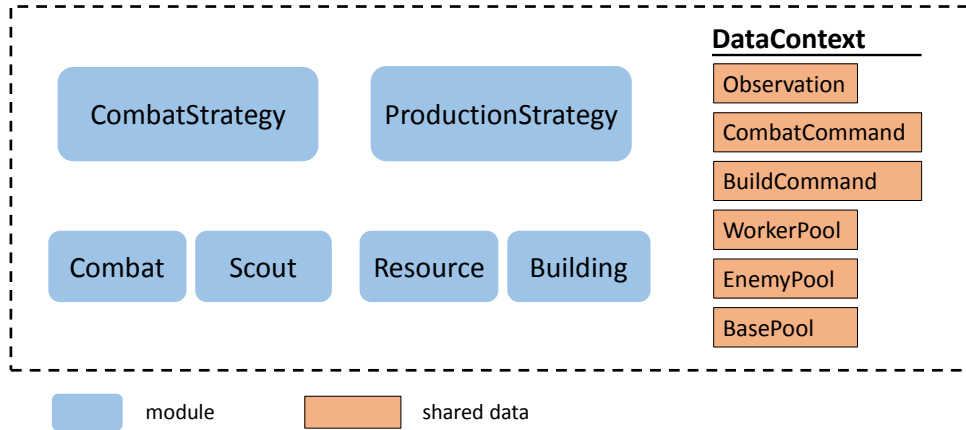 DataContext
CombatStrategy
ProductionStrategy
Observation
CombatCommand
BuildCommand
WorkerPool
EnemyPool
BasePool
Combat
Scout
Resource
Building
module
shared data